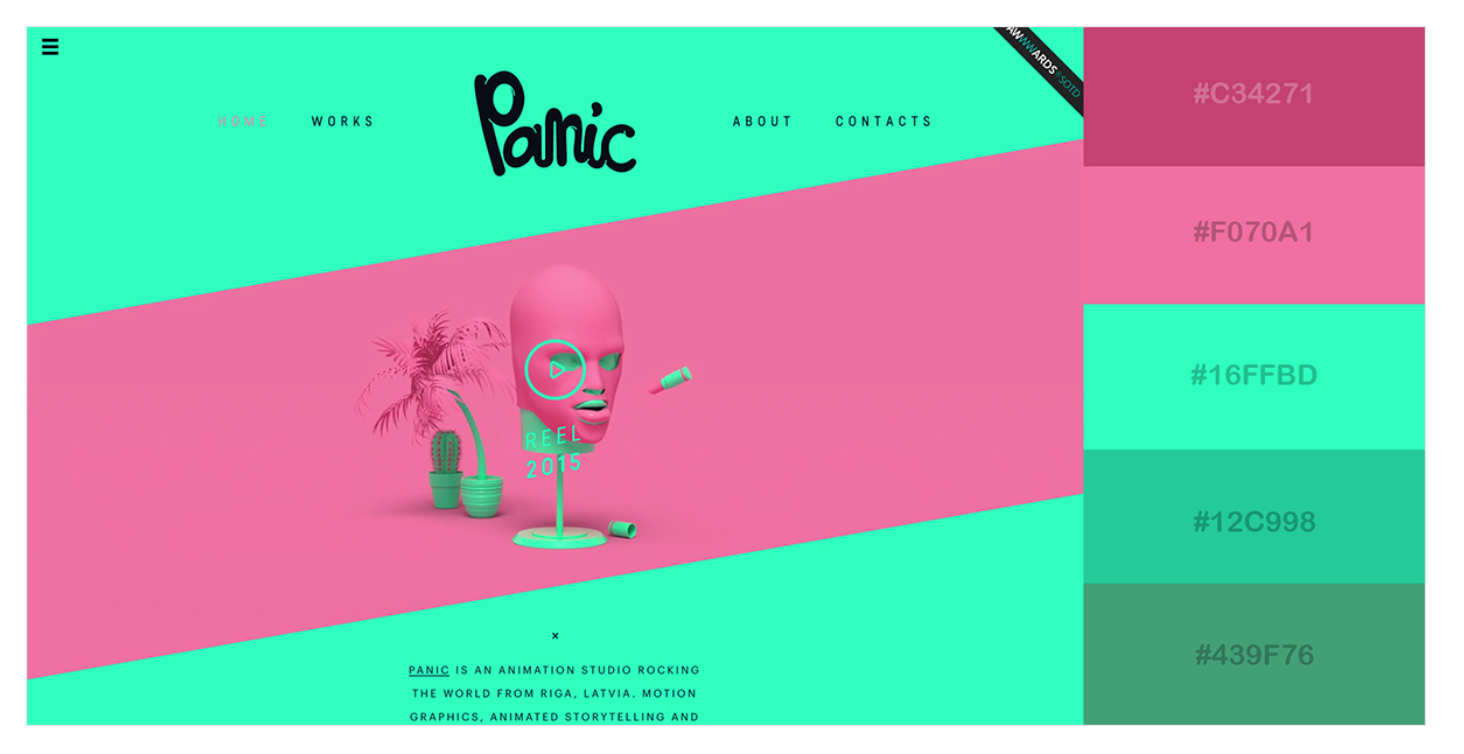 AWWWARDS SOTD
HOME WORKS Panic ABOUT CONTACTS
REEL
2015
×
PANIC IS AN ANIMATION STUDIO ROCKING
THE WORLD FROM RIGA, LATVIA. MOTION
GRAPHICS, ANIMATED STORYTELLING AND
#C34271
#F070A1
#16FFBD
#12C998
#439F76